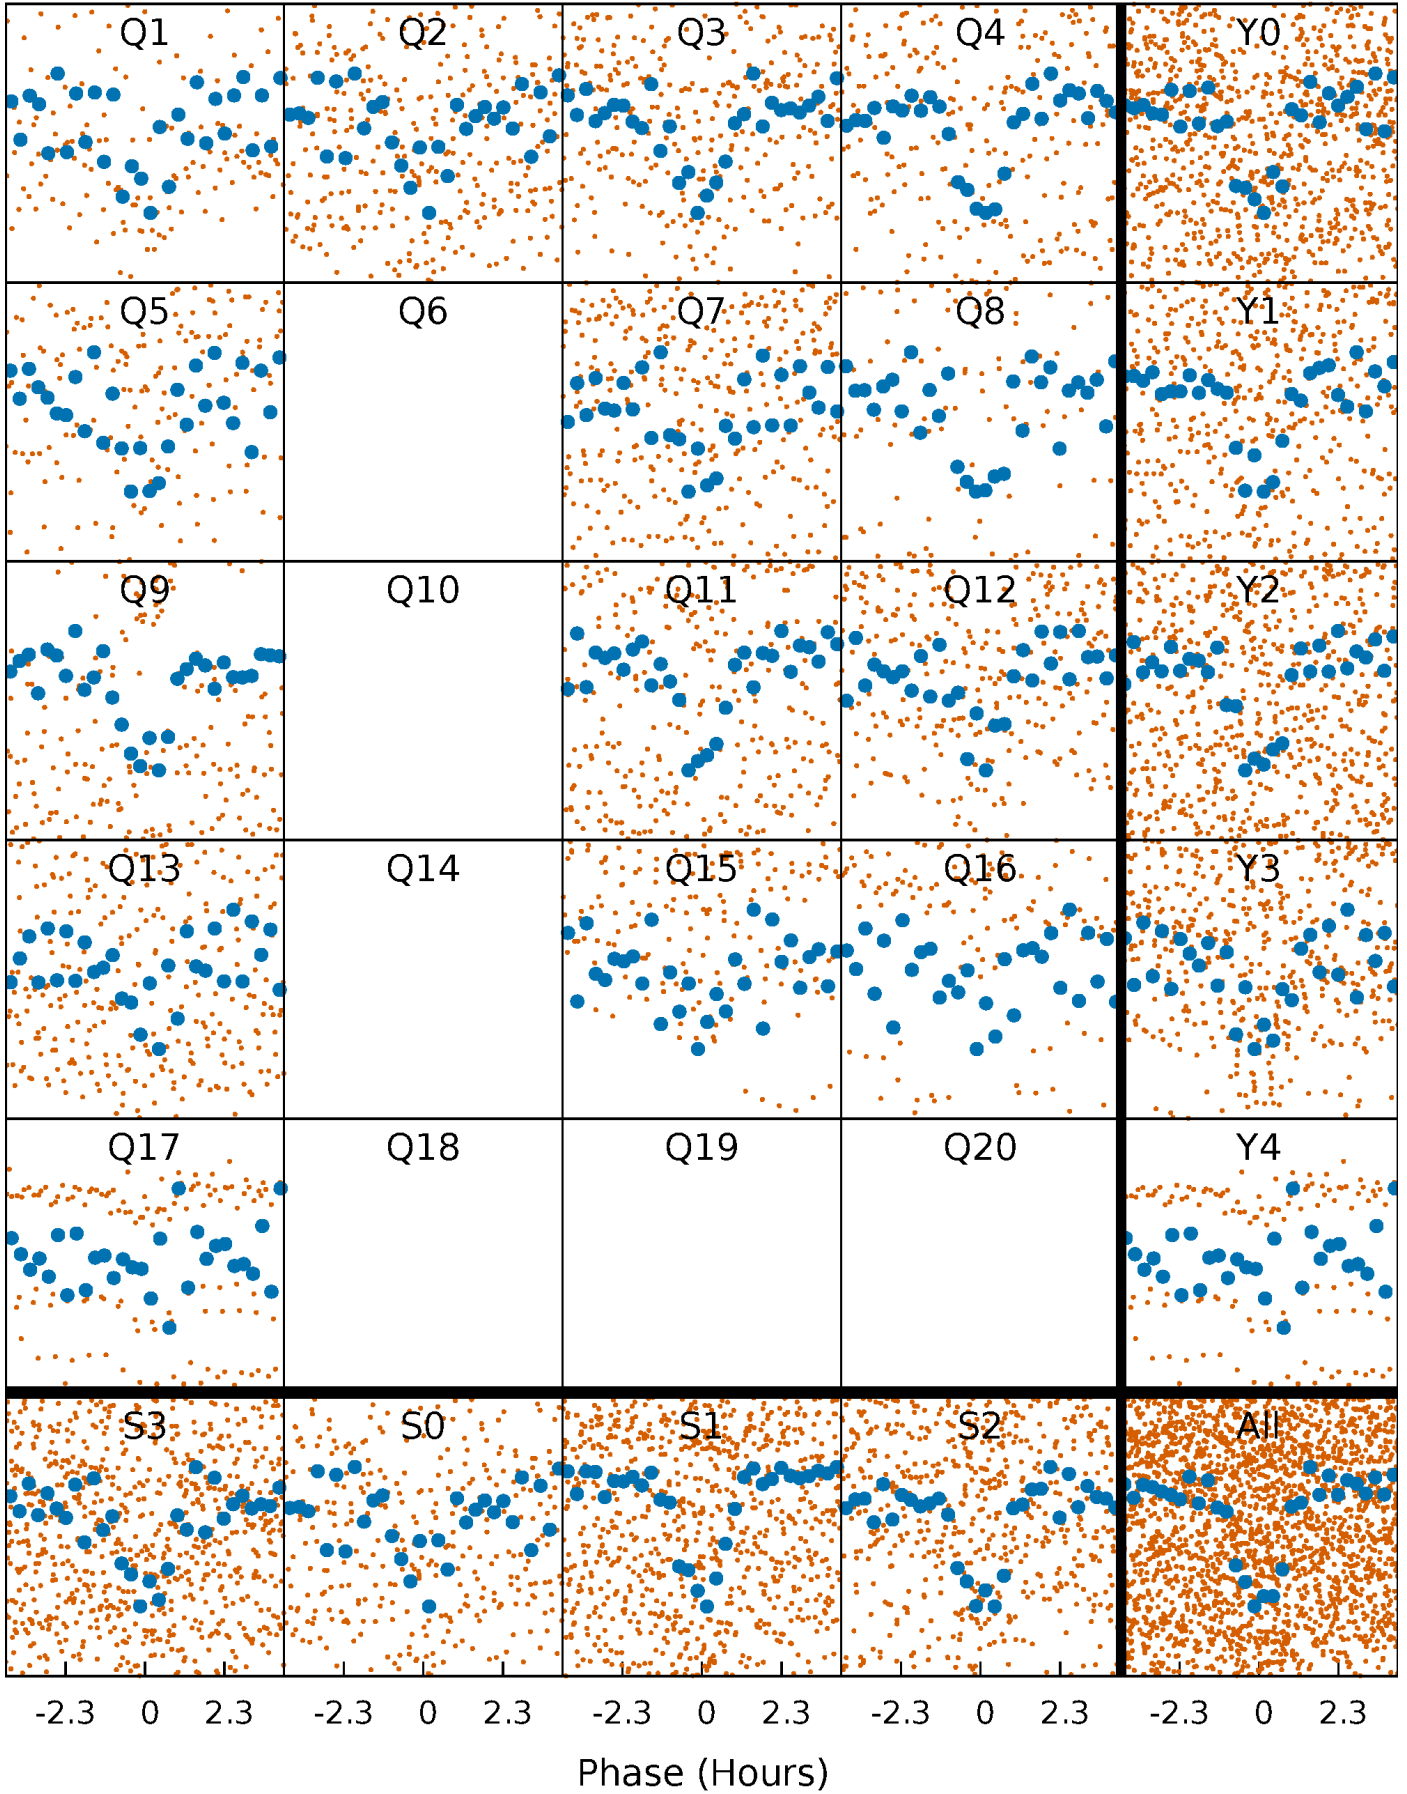 Q1 Q2 Q3 Q4 Y0
Q5 Q6 Q7 Q8 Y1
Q9 Q10 Q11 Q12 Y2
Q13 Q14 Q15 Q16 Y3
Q17 Q18 Q19 Q20 Y4
S3 S0 S1 S2 All
-2.3 0 2.3 -2.3 0 2.3 -2.3 0 2.3 -2.3 0 2.3 -2.3 0 2.3
Phase (Hours)